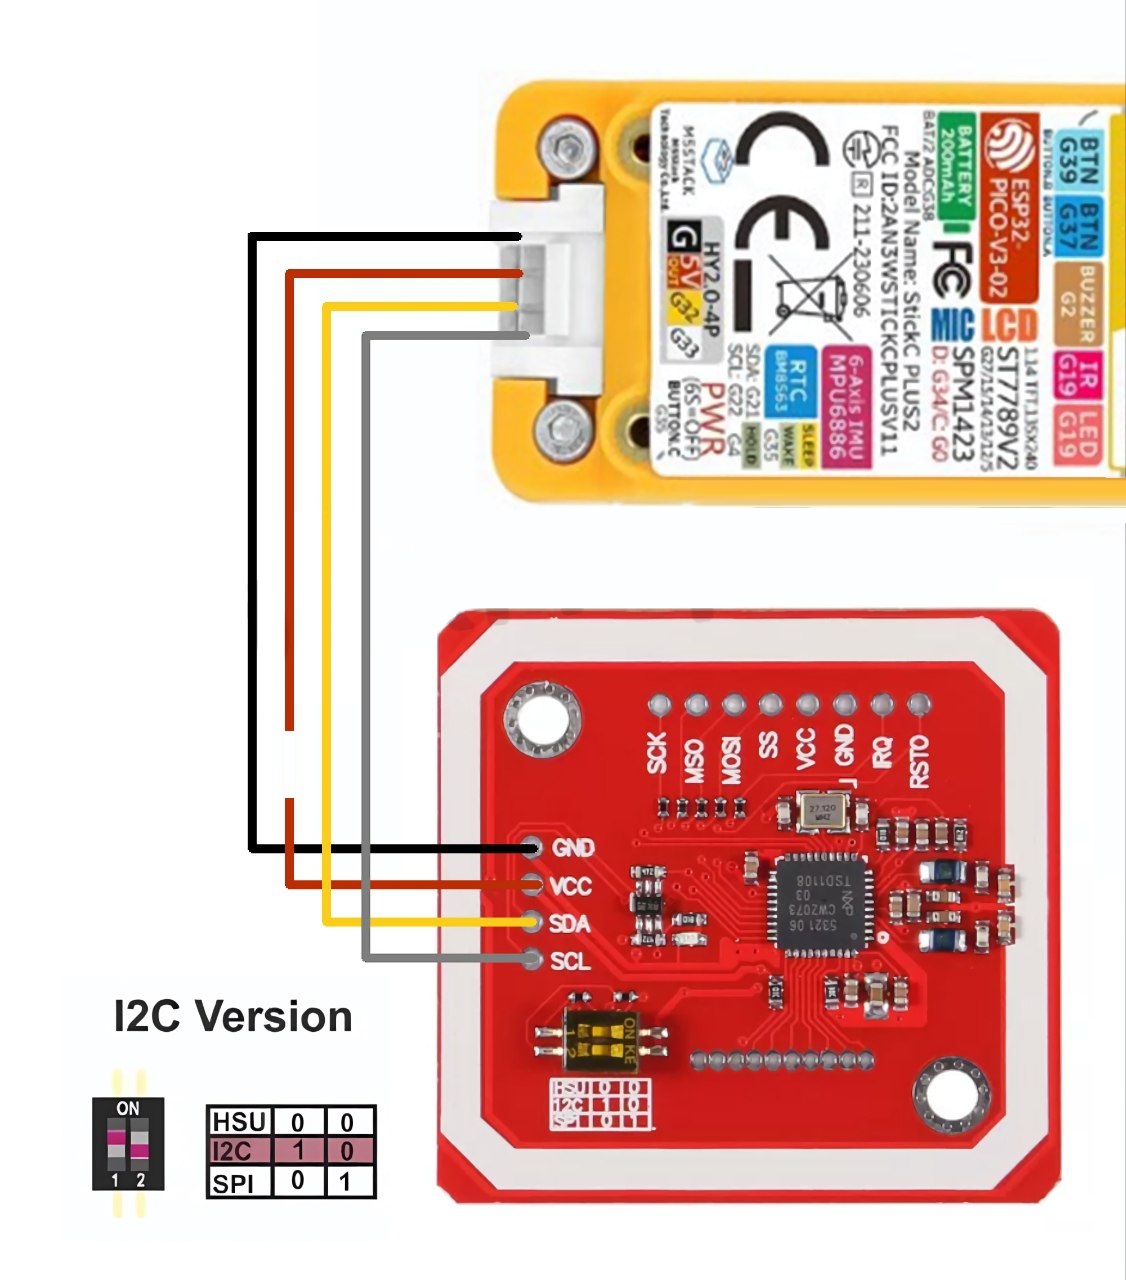 M5STACK
M5Stack
Technology Co.,Ltd
HY2.0-4P
G
5V
OUT
G32
G33
PWR
(6S=OFF)
BUTTON.C
G35
211-230606
R
SDA: G21
SCL: G22
HOLD
G4
RTC
BM8563
WAKE
G35
SLEEP
6-Axis IMU
MPU6886
FCC ID:2AN3WSTICKCPLUSV11
Model Name: StickC PLUS2
BAT/2 ADC:G38
BATTERY
200mAh
FC
MIC
SPM1423
D: G34/C: G0
ESP32-
PICO-V3-02
LCD
ST7789V2
G27/15/14/13/12/5
1.14 TFT,135X240
BUTTON.B
BUTTON.A
BTN
G39
BTN
G37
BUZZER
G2
IR
G19
LED
G19
SCK
MSO
MOSI
SS
VCC
GND
IRQ
RSTO
27.120
MHZ
GND
VCC
SDA
SCL
NXP
532106
CWZ073
03
TSD1108
ON KE
1
2
HSU 0 0
I2C 1 0
SPI 0 1
I2C Version
ON
1 2
HSU 0 0
I2C 1 0
SPI 0 1